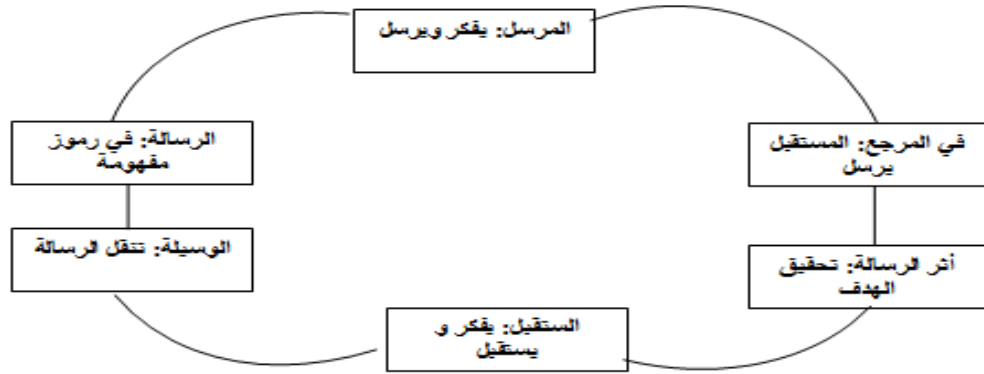 المرسل: يفكر ويرسل
الرسالة: في رموز
مفهومة
في المرجع: المستقبل
يرسل
الوسيلة: تنقل الرسالة
أثر الرسالة: تحقيق
الهدف
الستقبل: يفكر و
يستقبل